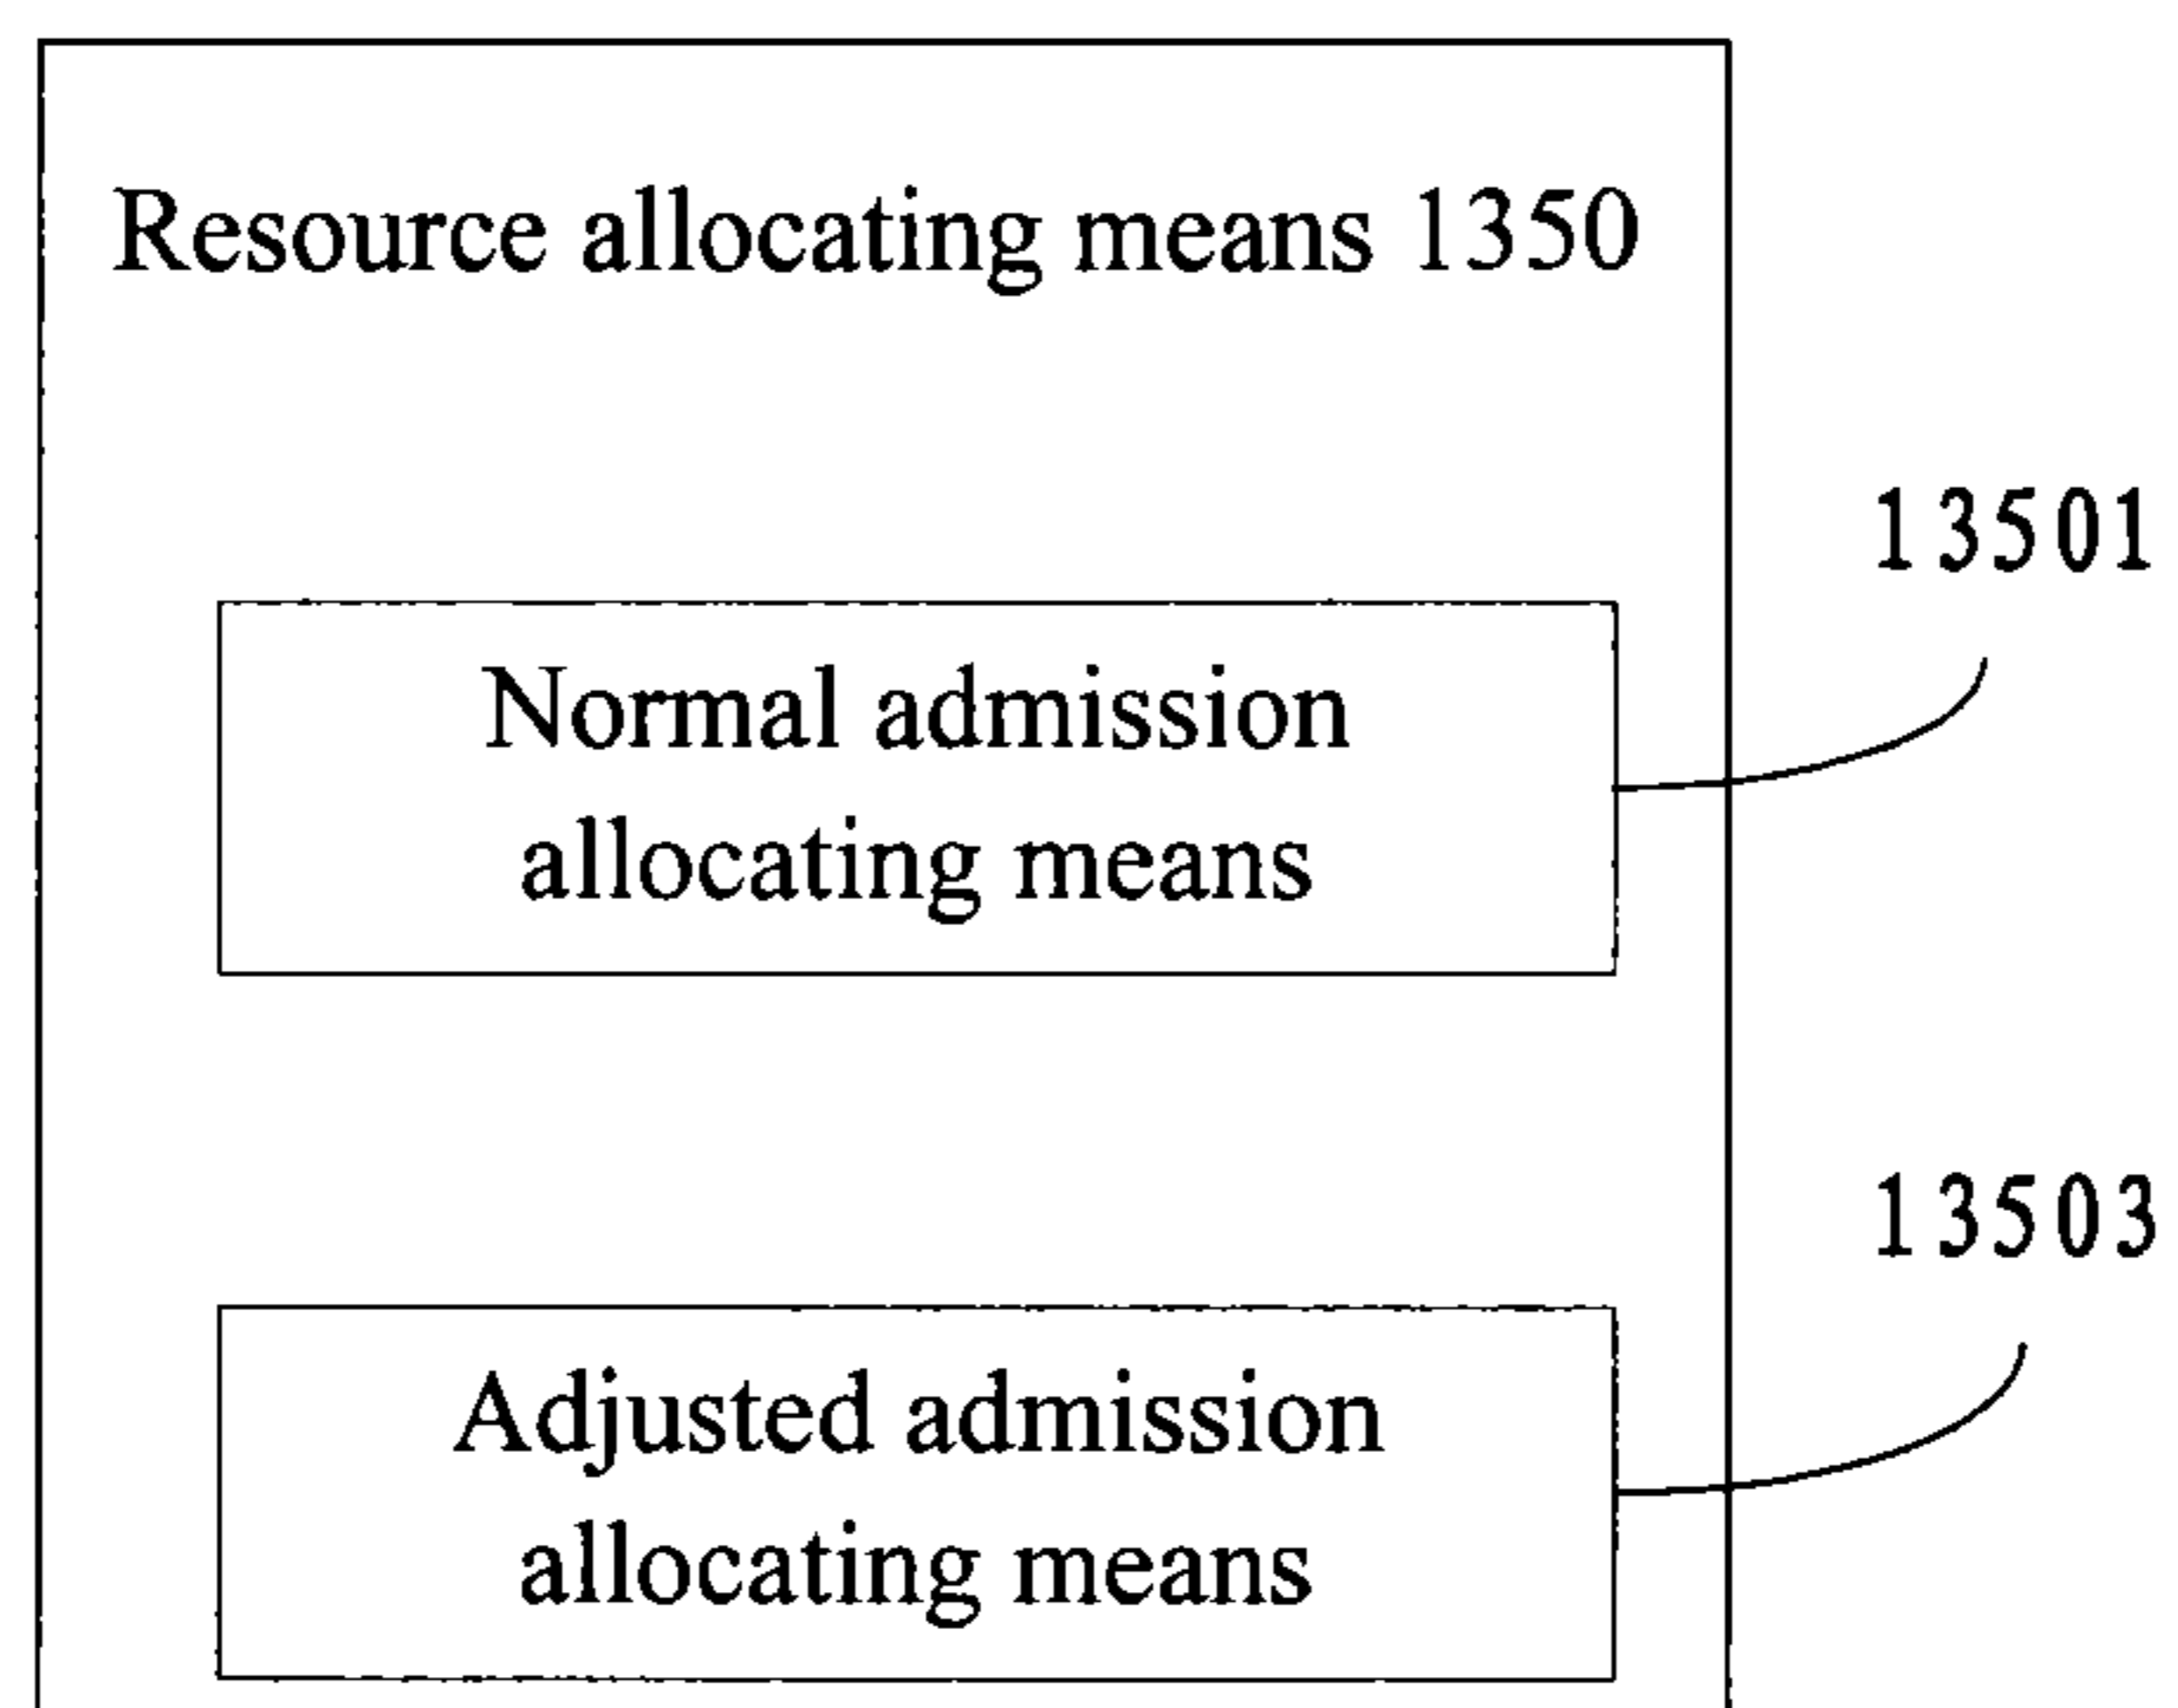 Resource allocating means 1350
13501
Normal admission
allocating means
13503
Adjusted admission
allocating means